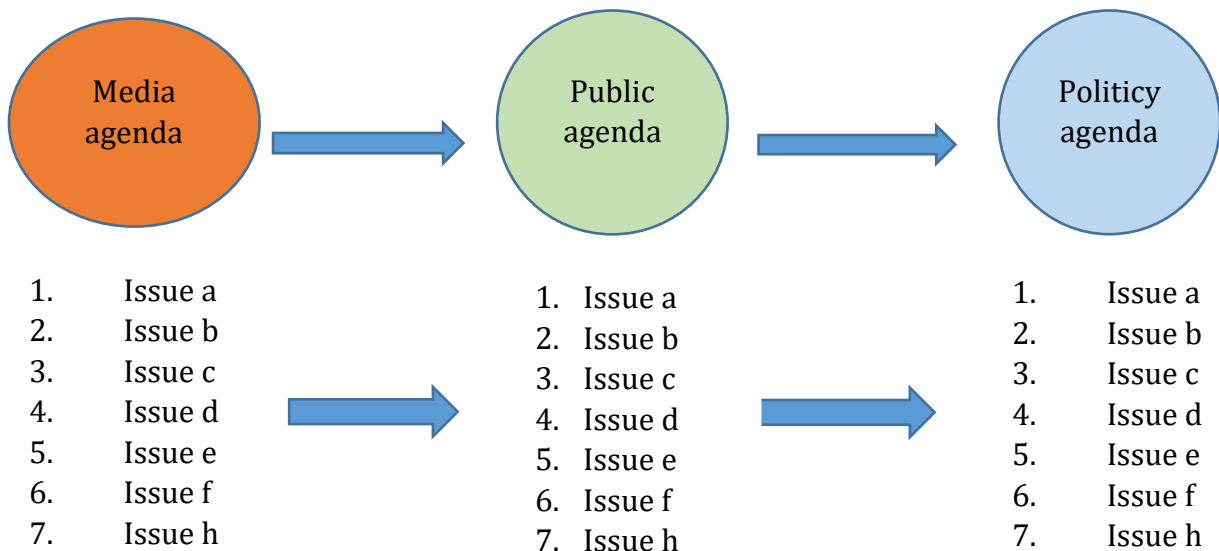 Media
agenda
Public
agenda
Politicy
agenda
1. Issue a
2. Issue b
3. Issue c
4. Issue d
5. Issue e
6. Issue f
7. Issue h
1. Issue a
2. Issue b
3. Issue c
4. Issue d
5. Issue e
6. Issue f
7. Issue h
1. Issue a
2. Issue b
3. Issue c
4. Issue d
5. Issue e
6. Issue f
7. Issue h